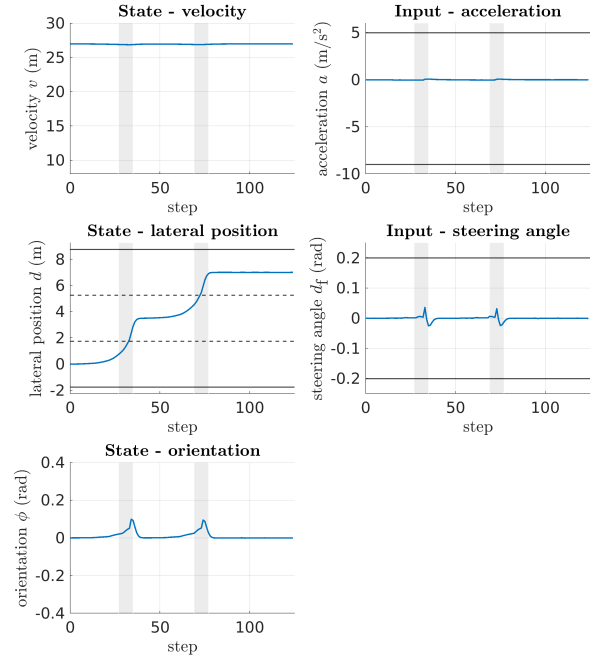 State - velocity
velocity v (m)
30
25
20
15
10
0
50
100
step
Input - acceleration
acceleration a (m/s²)
5
0
-5
-10
0
50
100
step
State - lateral position
lateral position d (m)
8
6
4
2
0
-2
0
50
100
step
Input - steering angle
steering angle d_f (rad)
0.2
0.1
0
-0.1
-0.2
0
50
100
step
State - orientation
orientation ϕ (rad)
0.4
0.2
0
-0.2
-0.4
0
50
100
step